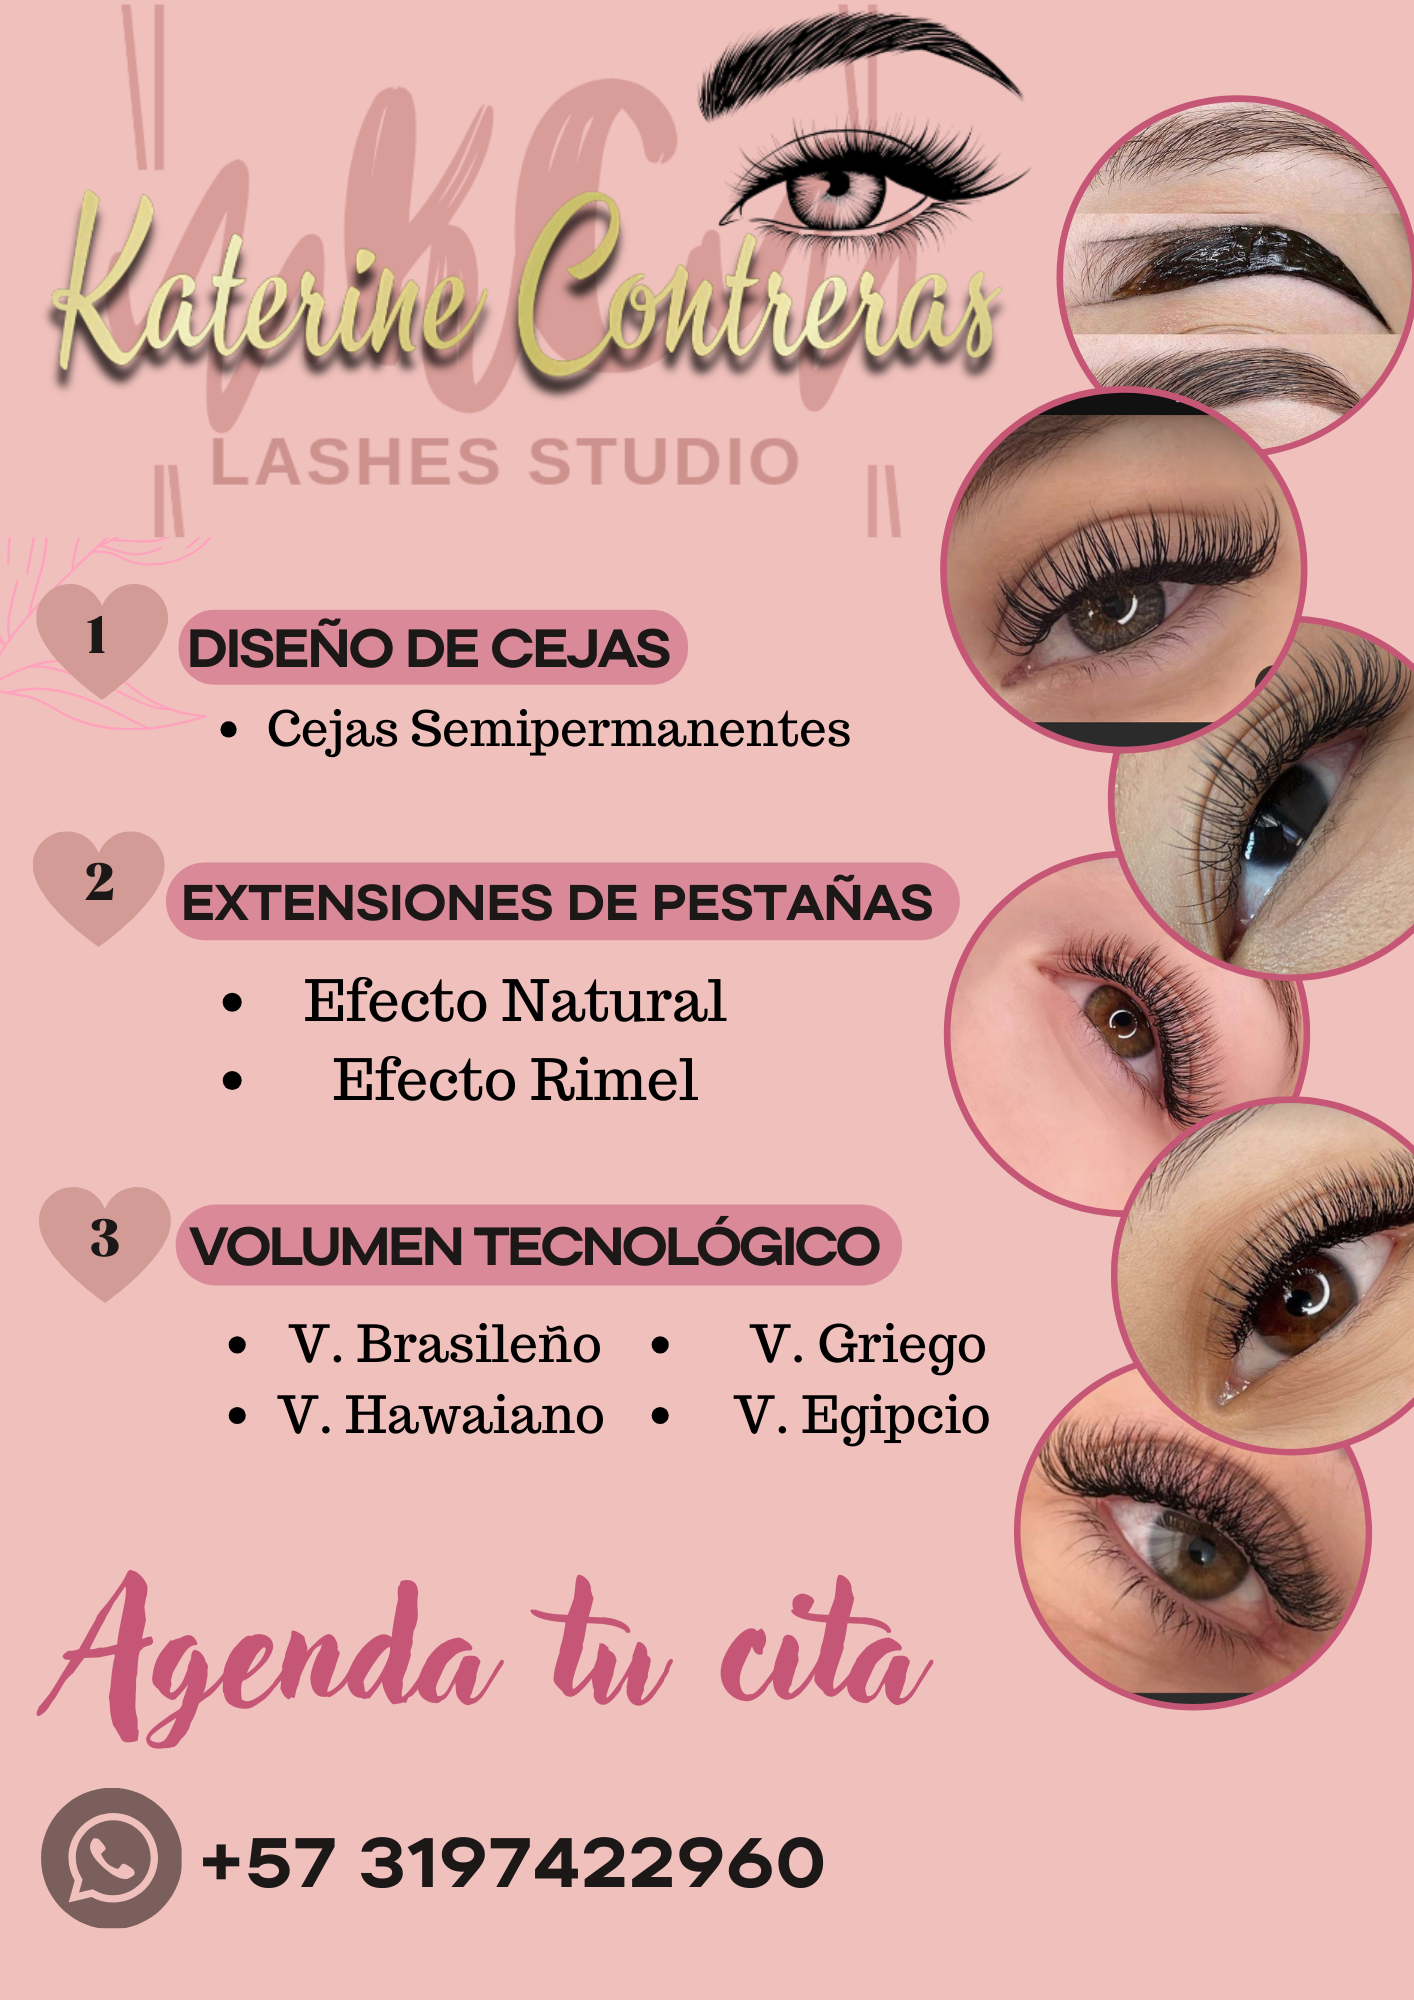 KC
Katerine Contreras
LASHES STUDIO
1
DISEÑO DE CEJAS
• Cejas Semipermanentes
2
EXTENSIONES DE PESTAÑAS
• Efecto Natural
• Efecto Rimel
3
VOLUMEN TECNOLÓGICO
• V. Brasileño • V. Griego
• V. Hawaiano • V. Egipcio
Agenda tu cita
+57 3197422960